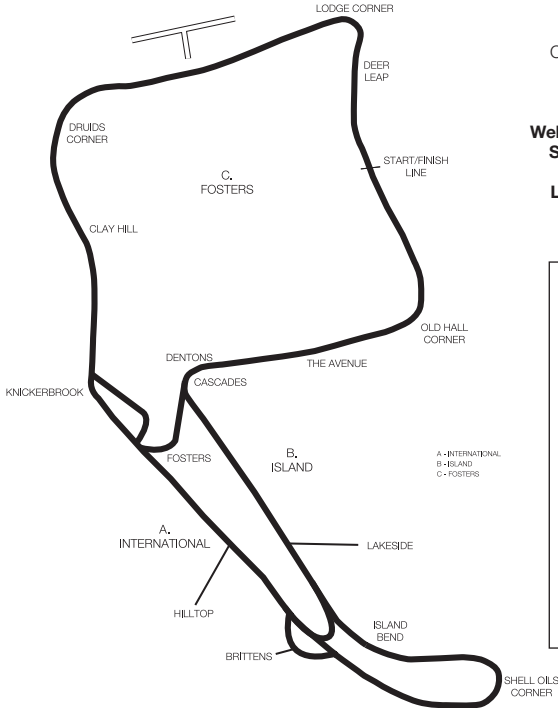 LODGE CORNER
DEER
LEAP
DRUIDS
CORNER
START/FINISH
LINE
C.
FOSTERS
CLAY HILL
OLD HALL
CORNER
DENTONS
THE AVENUE
CASCADES
KNICKERBROOK
FOSTERS
B.
ISLAND
A - INTERNATIONAL
B - ISLAND
C - FOSTERS
A.
INTERNATIONAL
LAKESIDE
HILLTOP
ISLAND
BEND
BRITTENS
SHELL OILS
CORNER